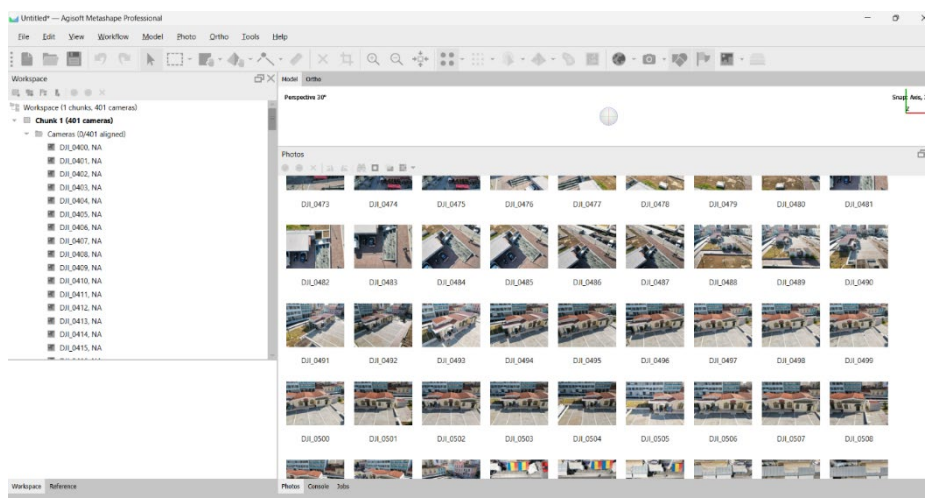 Untitled* — Agisoft Metashape Professional
File Edit View Workflow Model Photo Ortho Tools Help
Workspace
Workspace (1 chunks, 401 cameras)
Chunk 1 (401 cameras)
Cameras (0/401 aligned)
DJI_0400, NA
DJI_0401, NA
DJI_0402, NA
DJI_0403, NA
DJI_0404, NA
DJI_0405, NA
DJI_0406, NA
DJI_0407, NA
DJI_0408, NA
DJI_0409, NA
DJI_0410, NA
DJI_0411, NA
DJI_0412, NA
DJI_0413, NA
DJI_0414, NA
DJI_0415, NA
Workspace Reference
Model Ortho
Perspective 30°
Snap: Axis,
Z
Photos
DJI_0473 DJI_0474 DJI_0475 DJI_0476 DJI_0477 DJI_0478 DJI_0479 DJI_0480 DJI_0481
DJI_0482 DJI_0483 DJI_0484 DJI_0485 DJI_0486 DJI_0487 DJI_0488 DJI_0489 DJI_0490
DJI_0491 DJI_0492 DJI_0493 DJI_0494 DJI_0495 DJI_0496 DJI_0497 DJI_0498 DJI_0499
DJI_0500 DJI_0501 DJI_0502 DJI_0503 DJI_0504 DJI_0505 DJI_0506 DJI_0507 DJI_0508
Photos Console Jobs